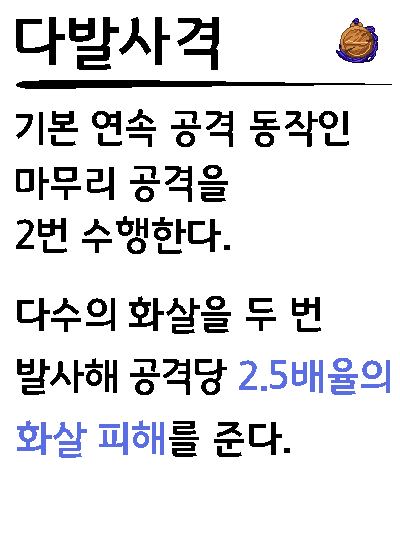 다발사격
기본 연속 공격 동작인
마무리 공격을
2번 수행한다.
다수의 화살을 두 번
발사해 공격당 2.5배율의
화살 피해를 준다.